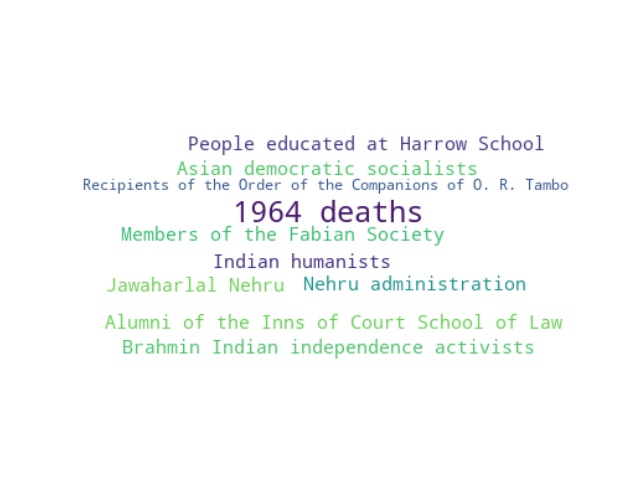 People educated at Harrow School
Asian democratic socialists
Recipients of the Order of the Companions of O. R. Tambo
1964 deaths
Members of the Fabian Society
Indian humanists
Jawaharlal Nehru Nehru administration
Alumni of the Inns of Court School of Law
Brahmin Indian independence activists